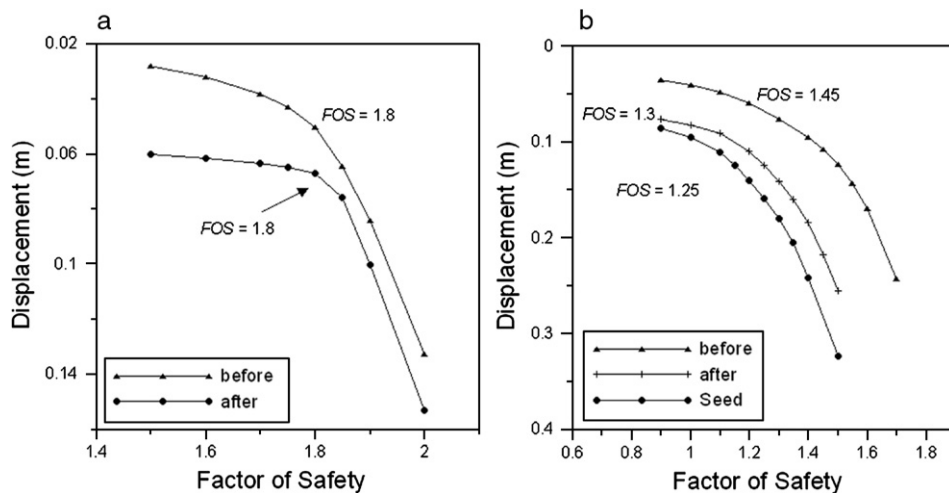 a
0.02
0.06
0.1
0.14
Displacement (m)
FOS = 1.8
FOS = 1.8
before
after
1.4
1.6
1.8
2
Factor of Safety
b
0
0.1
0.2
0.3
0.4
Displacement (m)
FOS = 1.45
FOS = 1.3
FOS = 1.25
before
after
Seed
0.6
0.8
1
1.2
1.4
1.6
1.8
Factor of Safety